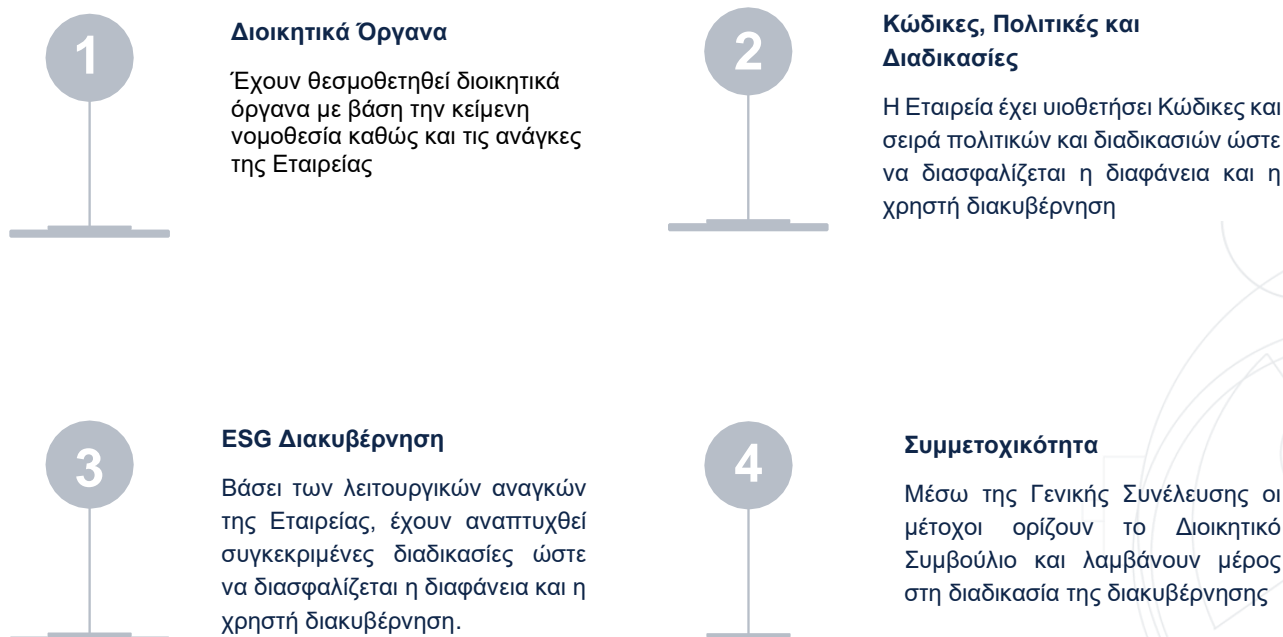 1
Διοικητικά Όργανα
Έχουν θεσμοθετηθεί διοικητικά
όργανα με βάση την κείμενη
νομοθεσία καθώς και τις ανάγκες
της Εταιρείας
2
Κώδικες, Πολιτικές και
Διαδικασίες
Η Εταιρεία έχει υιοθετήσει Κώδικες και
σειρά πολιτικών και διαδικασιών ώστε
να διασφαλίζεται η διαφάνεια και η
χρηστή διακυβέρνηση
3
ESG Διακυβέρνηση
Βάσει των λειτουργικών αναγκών
της Εταιρείας, έχουν αναπτυχθεί
συγκεκριμένες διαδικασίες ώστε
να διασφαλίζεται η διαφάνεια και η
χρηστή διακυβέρνηση.
4
Συμμετοχικότητα
Μέσω της Γενικής Συνέλευσης οι
μέτοχοι ορίζουν το Διοικητικό
Συμβούλιο και λαμβάνουν μέρος
στη διαδικασία της διακυβέρνησης